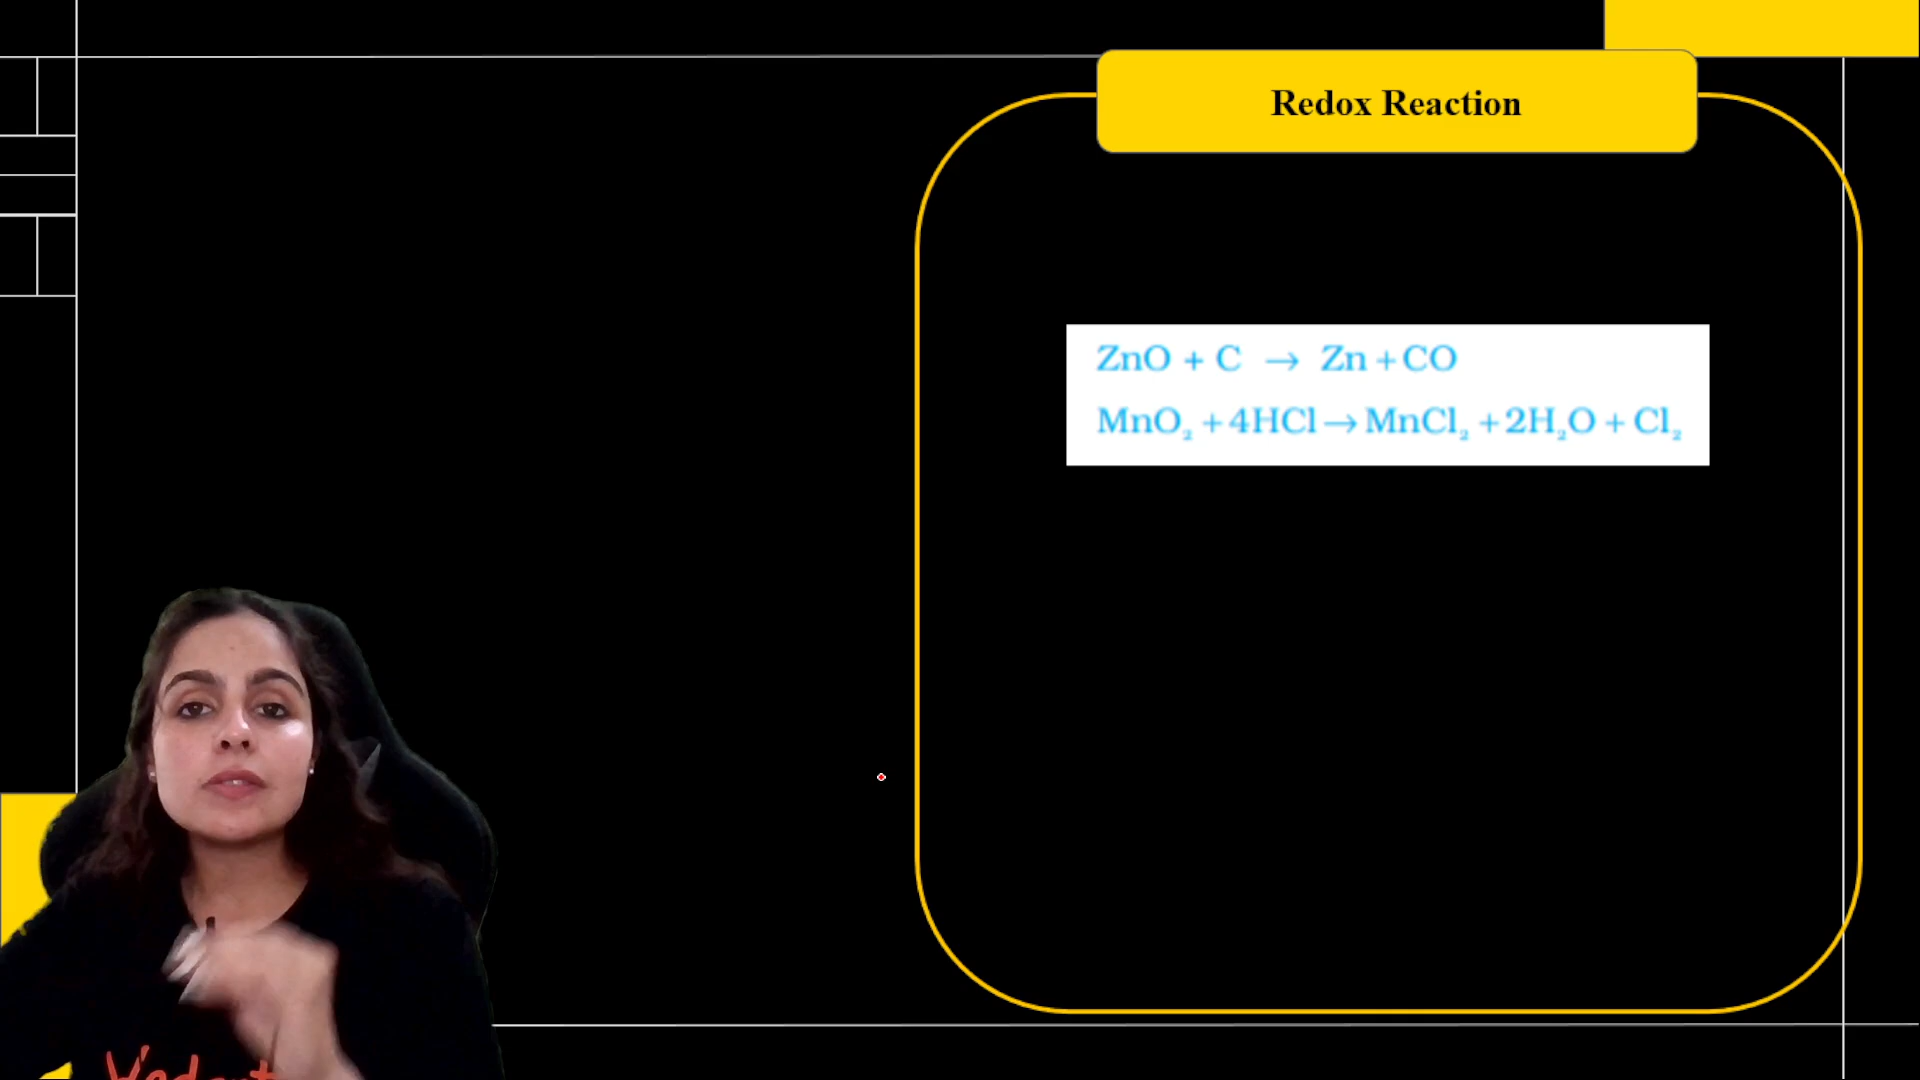 Redox Reaction
ZnO + C → Zn + CO
MnO₂ + 4HCl → MnCl₂ + 2H₂O + Cl₂